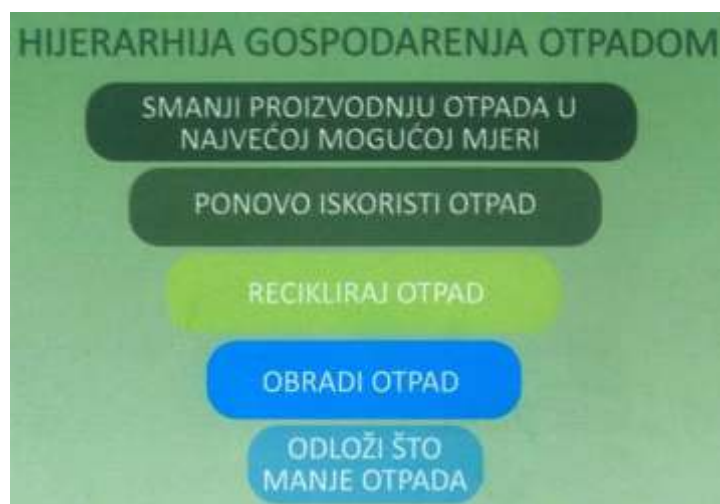 HIJERARHIJA GOSPODARENJA OTPADOM
SMANJI PROIZVODNJU OTPADA U
NAJVEĆOJ MOGUĆOJ MJERI
PONOVO ISKORISTI OTPAD
RECIKLIRAJ OTPAD
OBRADI OTPAD
ODLOŽI ŠTO
MANJE OTPADA